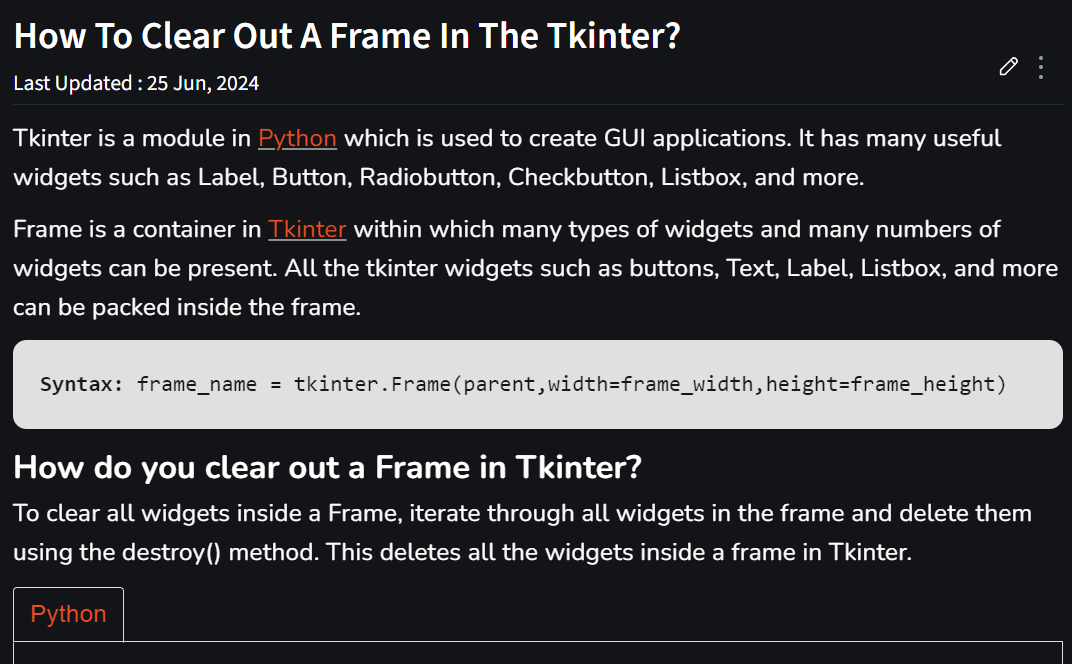 How To Clear Out A Frame In The Tkinter?
Last Updated : 25 Jun, 2024
Tkinter is a module in Python which is used to create GUI applications. It has many useful
widgets such as Label, Button, Radiobutton, Checkbutton, Listbox, and more.
Frame is a container in Tkinter within which many types of widgets and many numbers of
widgets can be present. All the tkinter widgets such as buttons, Text, Label, Listbox, and more
can be packed inside the frame.
Syntax: frame_name = tkinter.Frame(parent,width=frame_width,height=frame_height)
How do you clear out a Frame in Tkinter?
To clear all widgets inside a Frame, iterate through all widgets in the frame and delete them
using the destroy() method. This deletes all the widgets inside a frame in Tkinter.
Python